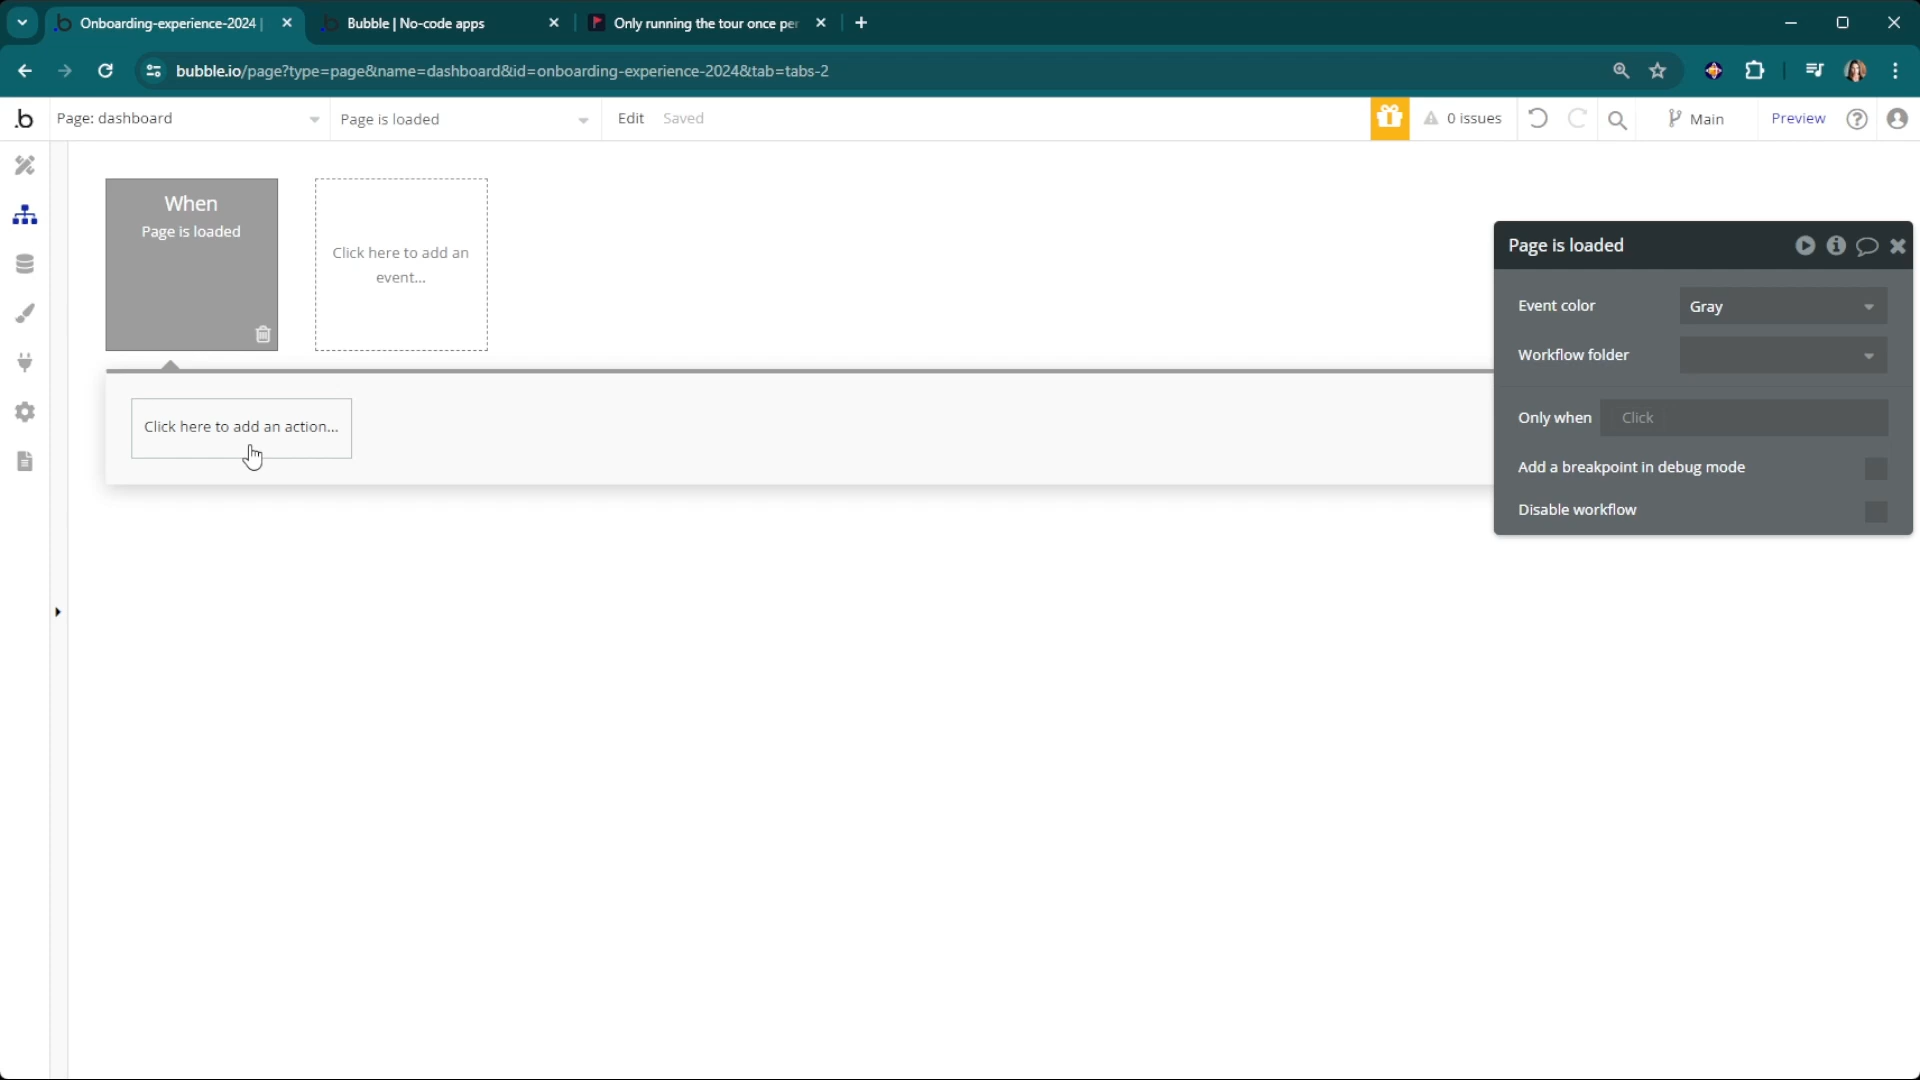 Onboarding-experience-2024 |
Bubble | No-code apps
Only running the tour once per
bubble.io/page?type=page&name=dashboard&id=onboarding-experience-2024&tab=tabs-2
.b
Page: dashboard
Page is loaded
Edit
Saved
0 issues
Main
Preview
When
Page is loaded
Click here to add an
event...
Click here to add an action...
Page is loaded
Event color
Gray
Workflow folder
Only when
Click
Add a breakpoint in debug mode
Disable workflow